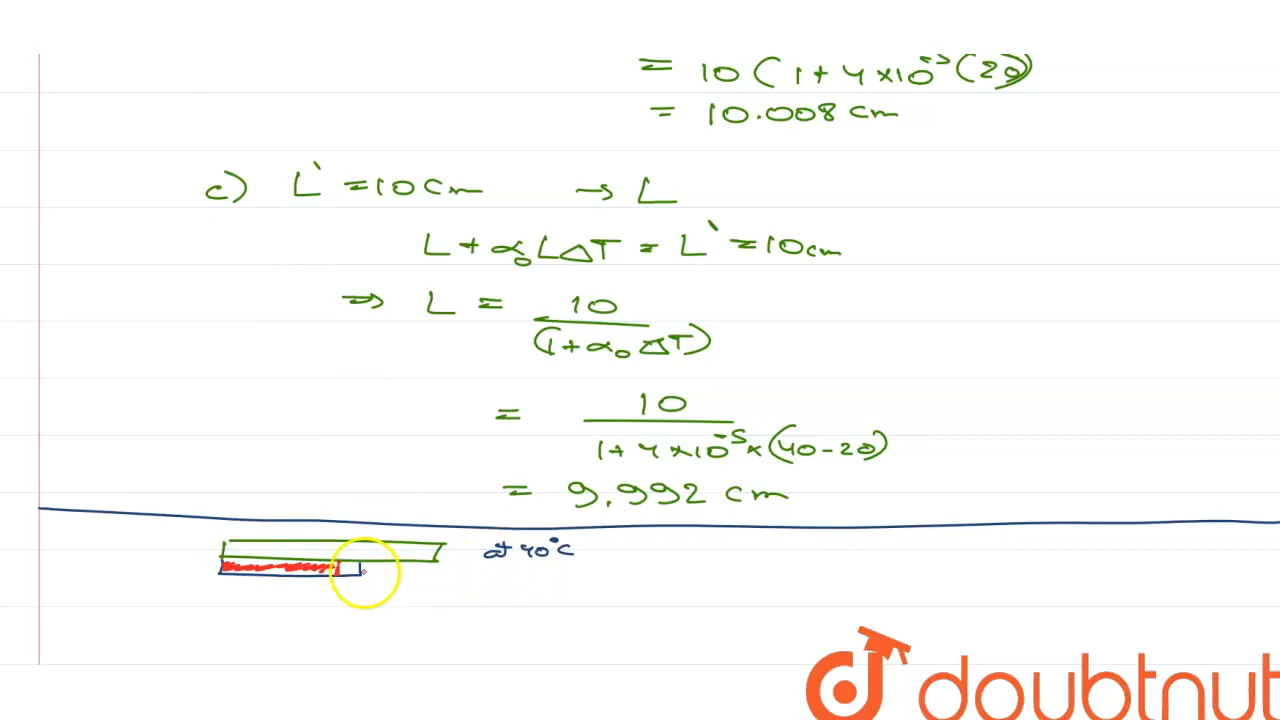 = 10 (1 + 4 × 10⁻⁵ (20))
= 10.008 cm
c) L' = 10 cm → L
L + α₀ L ΔT = L' = 10 cm
⇒ L = 10 / (1 + α₀ ΔT)
= 10 / 1 + 4 × 10⁻⁵ × (40 - 20)
= 9.992 cm
at 40°C
doubtnut